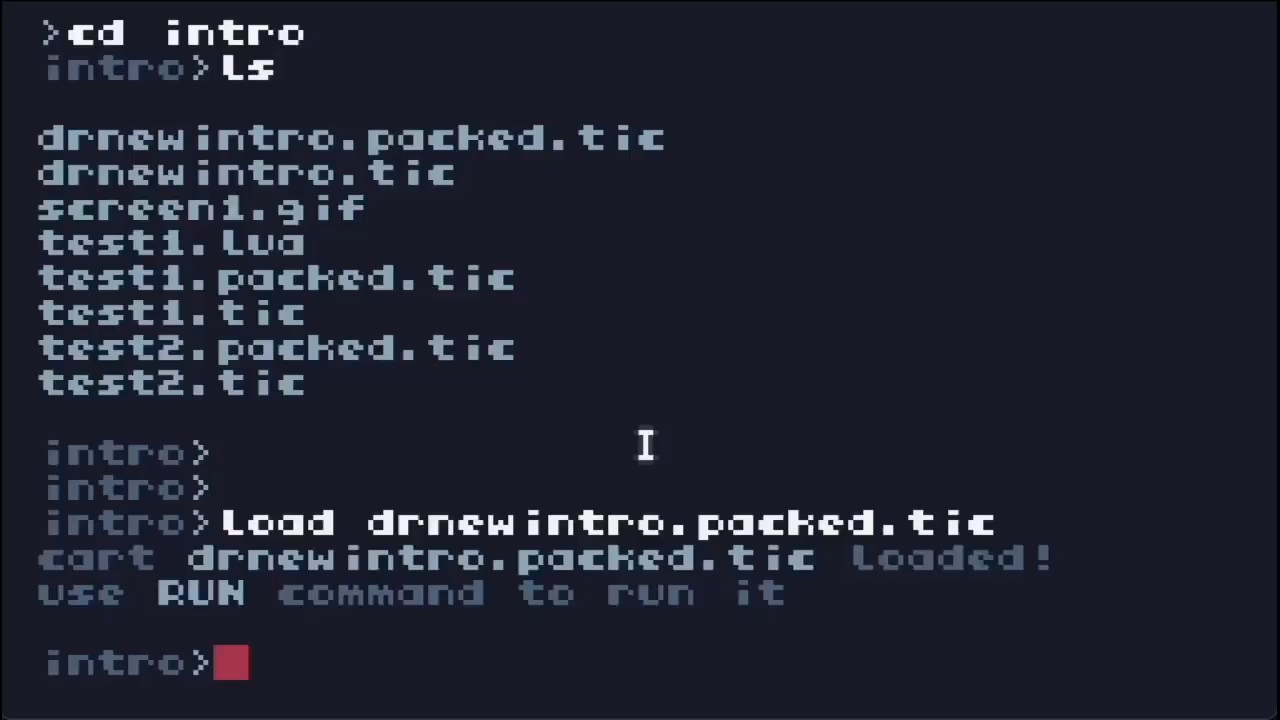 >cd intro
intro>ls
drnewintro.packed.tic
drnewintro.tic
screen1.gif
test1.lua
test1.packed.tic
test1.tic
test2.packed.tic
test2.tic
intro>
intro>
intro>load drnewintro.packed.tic
cart drnewintro.packed.tic loaded!
use RUN command to run it
intro>